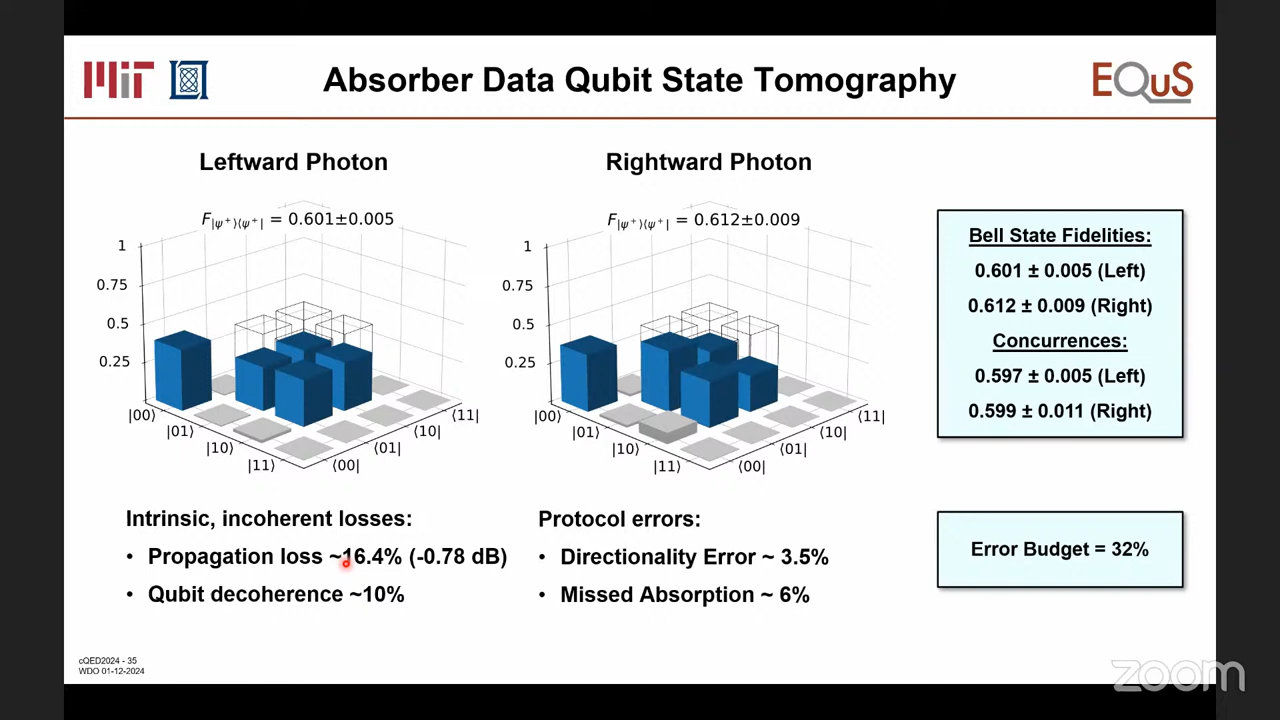 MIT
Absorber Data Qubit State Tomography
EQuS
Leftward Photon
Rightward Photon
F|ψ⁺⟩⟨ψ⁺| = 0.601±0.005
1
0.75
0.5
0.25
|00⟩
|01⟩
|10⟩
|11⟩
⟨00|
⟨01|
⟨10|
⟨11|
F|ψ⁺⟩⟨ψ⁺| = 0.612±0.009
1
0.75
0.5
0.25
|00⟩
|01⟩
|10⟩
|11⟩
⟨00|
⟨01|
⟨10|
⟨11|
Bell State Fidelities:
0.601 ± 0.005 (Left)
0.612 ± 0.009 (Right)
Concurrences:
0.597 ± 0.005 (Left)
0.599 ± 0.011 (Right)
Intrinsic, incoherent losses:
• Propagation loss ~16.4% (-0.78 dB)
• Qubit decoherence ~10%
Protocol errors:
• Directionality Error ~ 3.5%
• Missed Absorption ~ 6%
Error Budget = 32%
cQED2024 - 35
WDO 01-12-2024
zoom